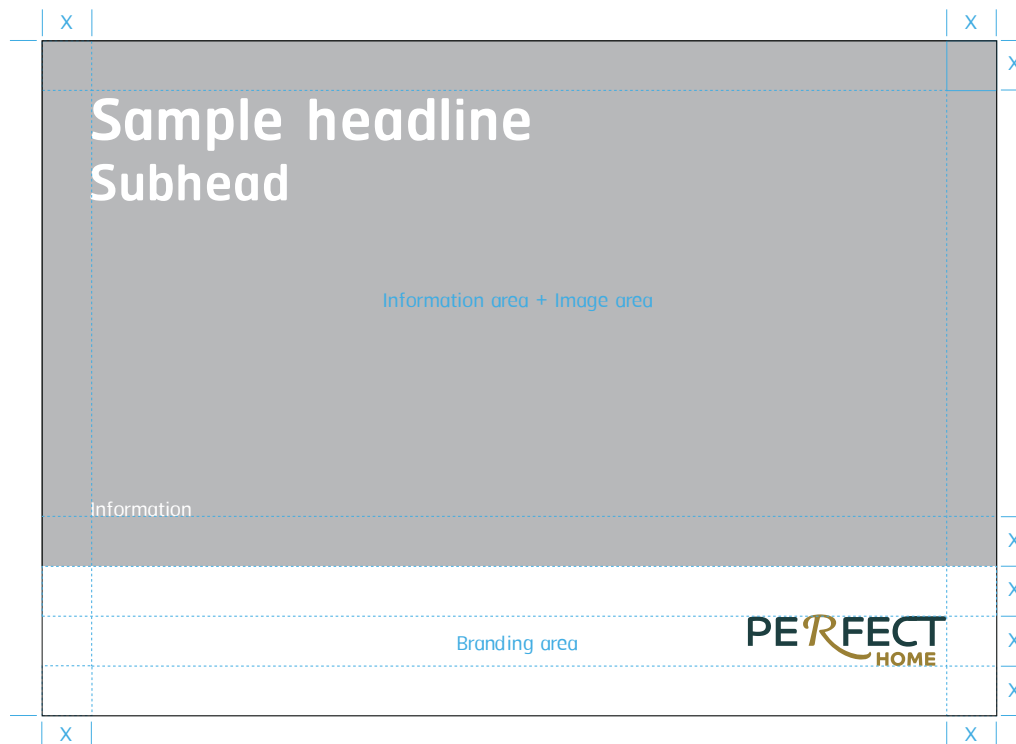 X X
X
Sample headline
Subhead
Information area + Image area
Information
X
X
PERFECT
Branding area
X
HOME
X
X X